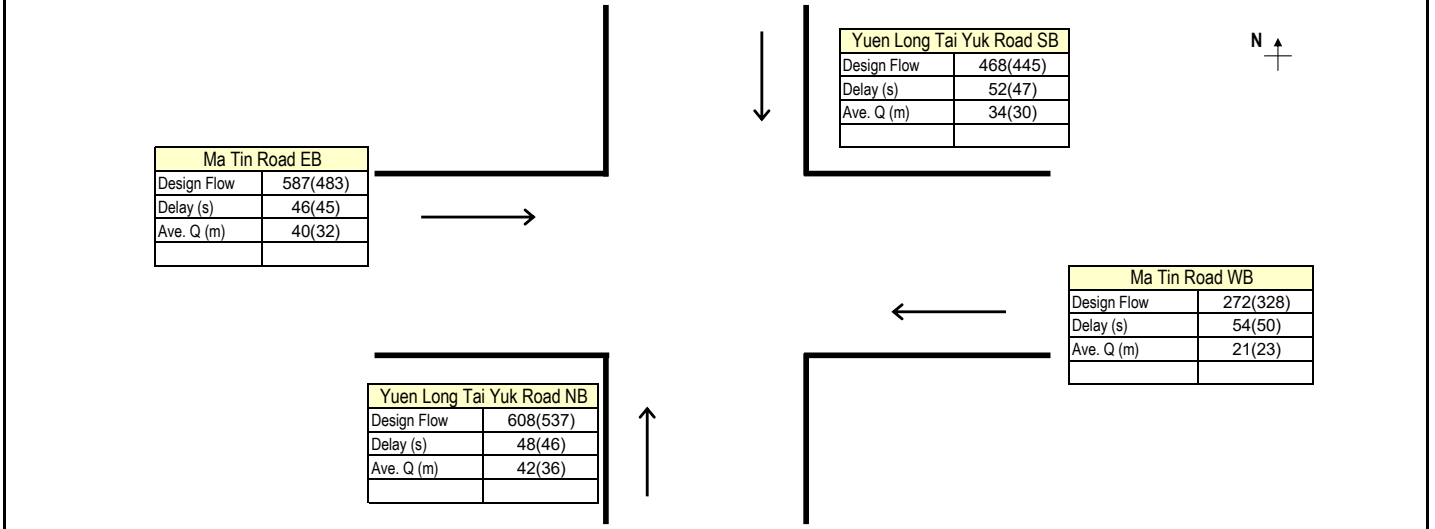 Yuen Long Tai Yuk Road SB
Design Flow 468(445)
Delay (s) 52(47)
Ave. Q (m) 34(30)
N
Ma Tin Road EB
Design Flow 587(483)
Delay (s) 46(45)
Ave. Q (m) 40(32)
Ma Tin Road WB
Design Flow 272(328)
Delay (s) 54(50)
Ave. Q (m) 21(23)
Yuen Long Tai Yuk Road NB
Design Flow 608(537)
Delay (s) 48(46)
Ave. Q (m) 42(36)